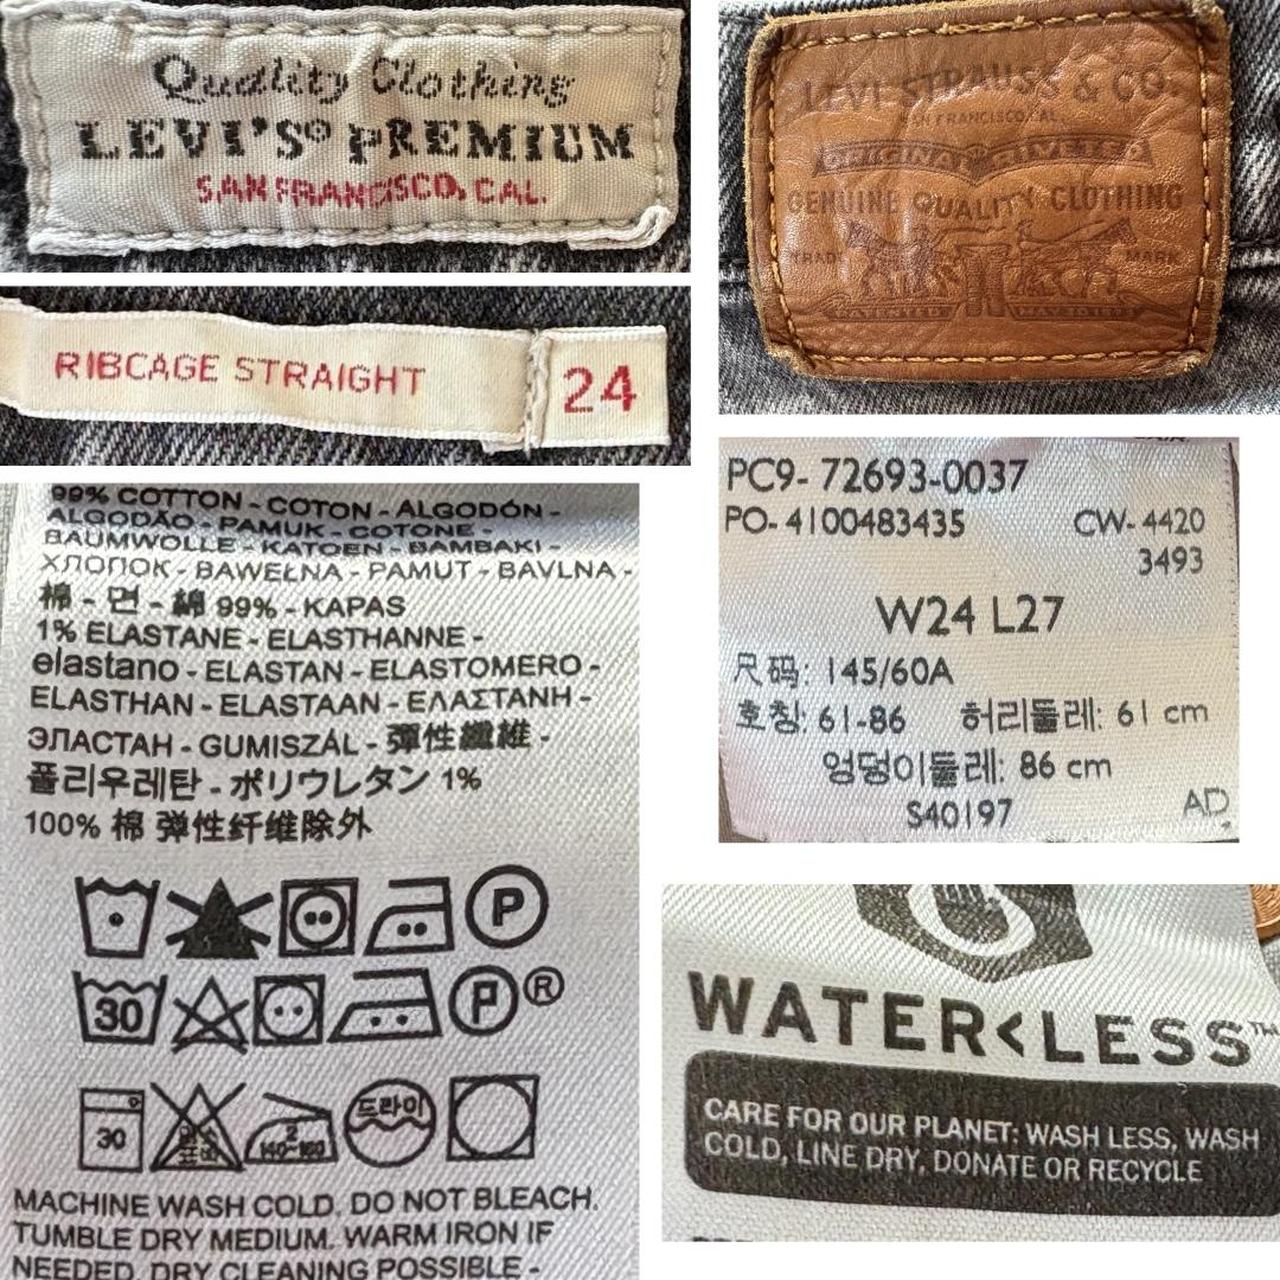 Quality Clothing
LEVI'S® PREMIUM
SAN FRANCISCO, CAL.
LEVI STRAUSS & CO.
SAN FRANCISCO, CAL.
ORIGINAL RIVETED
GENUINE QUALITY CLOTHING
TRADE MARK
PATENTED MAY 20 1873
RIBCAGE STRAIGHT 24
99% COTTON - COTON - ALGODÓN -
ALGODÃO - PAMUK - COTONE -
BAUMWOLLE - KATOEN - BAMBAKI -
ХЛОПОК - BAWEŁNA - PAMUT - BAVLNA -
棉 - 면 - 綿 99% - KAPAS
1% ELASTANE - ELASTHANNE -
elastano - ELASTAN - ELASTOMERO -
ELASTHAN - ELASTAAN - ΕΛΑΣΤΑΝΗ -
ЭЛАСТАН - GUMISZÁL - 彈性纖維 -
폴리우레탄 - ポリウレタン 1%
100% 棉 弹性纤维除外
P
30 P ®
30 드라이
MACHINE WASH COLD. DO NOT BLEACH.
TUMBLE DRY MEDIUM. WARM IRON IF
NEEDED. DRY CLEANING POSSIBLE -
PC9- 72693-0037
PO- 4100483435 CW- 4420
3493
W24 L27
尺码: 145/60A
호칭: 61-86 허리둘레: 61 cm
엉덩이둘레: 86 cm
S40197 AD
WATER<LESS™
CARE FOR OUR PLANET: WASH LESS, WASH
COLD, LINE DRY, DONATE OR RECYCLE